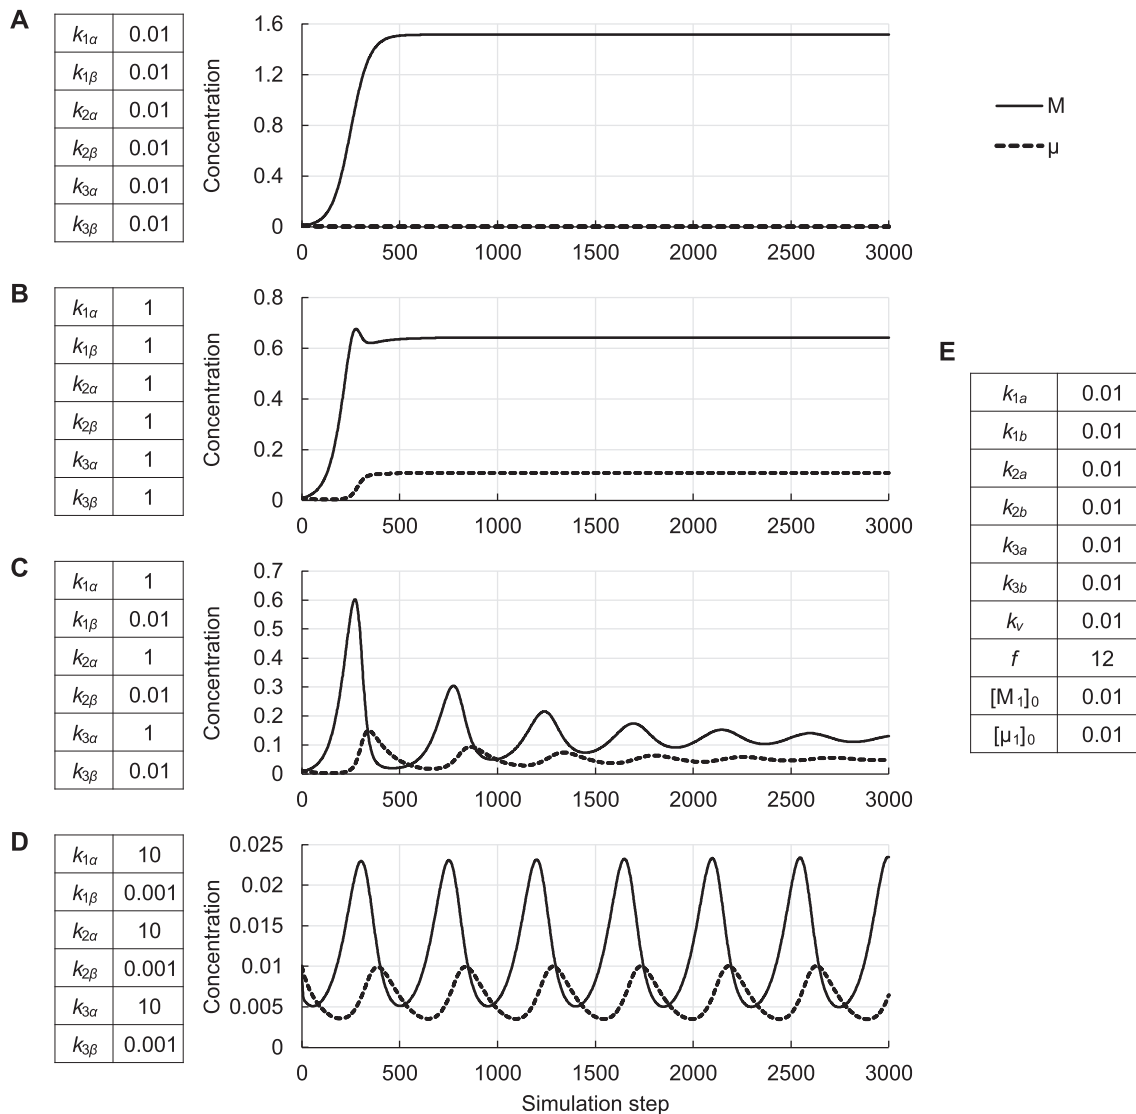 A
k1α 0.01
k1β 0.01
k2α 0.01
k2β 0.01
k3α 0.01
k3β 0.01
Concentration
1.6
1.2
0.8
0.4
0
0 500 1000 1500 2000 2500 3000
M
μ
B
k1α 1
k1β 1
k2α 1
k2β 1
k3α 1
k3β 1
Concentration
0.8
0.6
0.4
0.2
0
0 500 1000 1500 2000 2500 3000
C
k1α 1
k1β 0.01
k2α 1
k2β 0.01
k3α 1
k3β 0.01
Concentration
0.7
0.6
0.5
0.4
0.3
0.2
0.1
0
0 500 1000 1500 2000 2500 3000
D
k1α 10
k1β 0.001
k2α 10
k2β 0.001
k3α 10
k3β 0.001
Concentration
0.025
0.02
0.015
0.01
0.005
0
0 500 1000 1500 2000 2500 3000
Simulation step
E
k1a 0.01
k1b 0.01
k2a 0.01
k2b 0.01
k3a 0.01
k3b 0.01
kv 0.01
f 12
[M1]0 0.01
[μ1]0 0.01